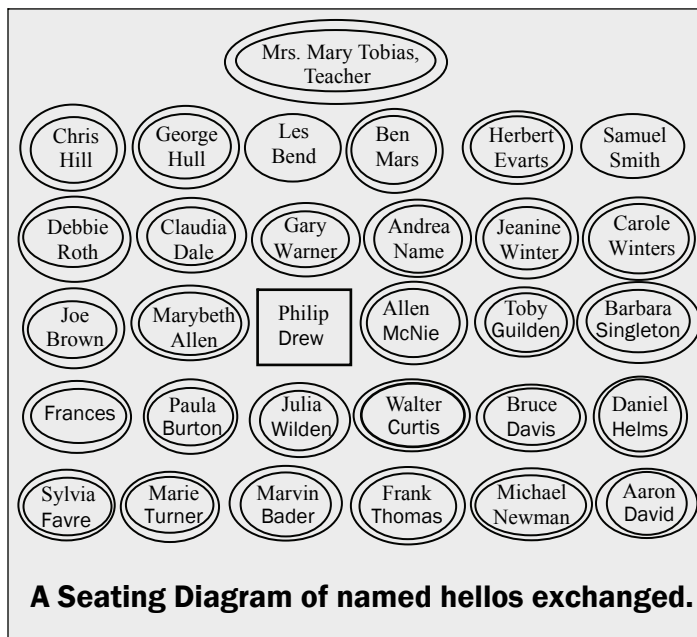 Mrs. Mary Tobias,
Teacher
Chris
Hill
George
Hull
Les
Bend
Ben
Mars
Herbert
Evarts
Samuel
Smith
Debbie
Roth
Claudia
Dale
Gary
Warner
Andrea
Name
Jeanine
Winter
Carole
Winters
Joe
Brown
Marybeth
Allen
Philip
Drew
Allen
McNie
Toby
Guilden
Barbara
Singleton
Frances
Paula
Burton
Julia
Wilden
Walter
Curtis
Bruce
Davis
Daniel
Helms
Sylvia
Favre
Marie
Turner
Marvin
Bader
Frank
Thomas
Michael
Newman
Aaron
David
A Seating Diagram of named hellos exchanged.